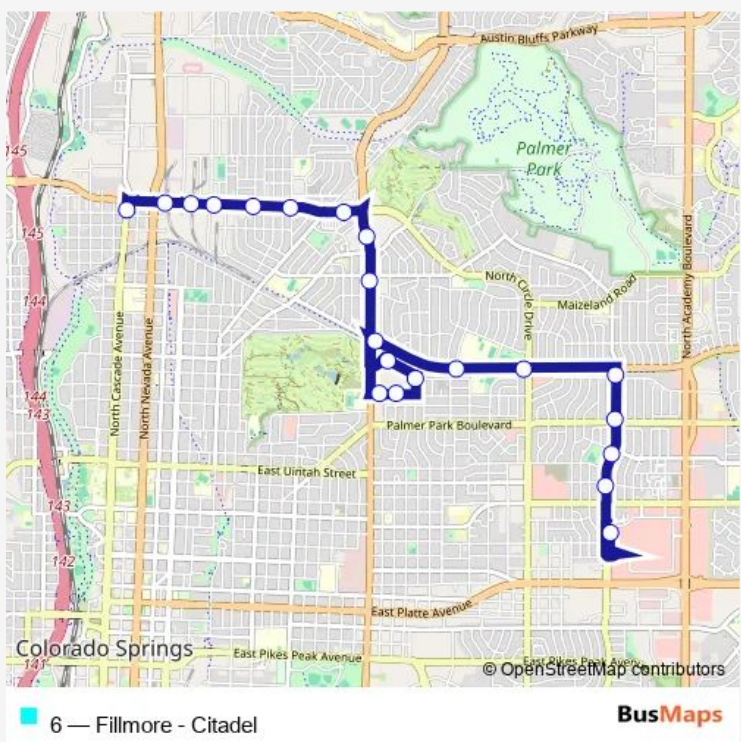 Austin Bluffs Parkway
Palmer
Park
145
145
North Academy Boulevard
North Circle Drive
Maizeland Road
144
North Cascade Avenue
North Nevada Avenue
144
143
Palmer Park Boulevard
East Uintah Street
143
142
East Platte Avenue
Colorado Springs
East Pikes Peak Avenue
141
East Pikes Peak Avenu
© OpenStreetMap contributors
6 — Fillmore - Citadel
BusMaps